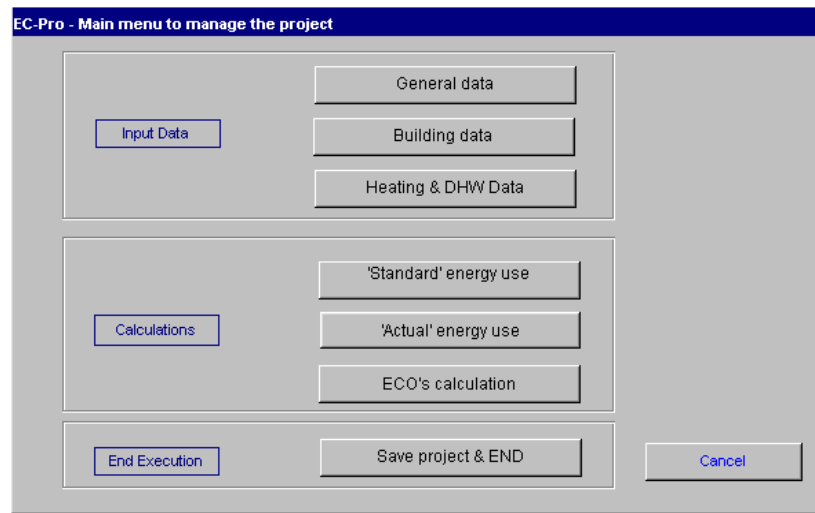 EC-Pro - Main menu to manage the project
General data
Input Data
Building data
Heating & DHW Data
'Standard' energy use
Calculations
'Actual' energy use
ECO's calculation
End Execution
Save project & END
Cancel